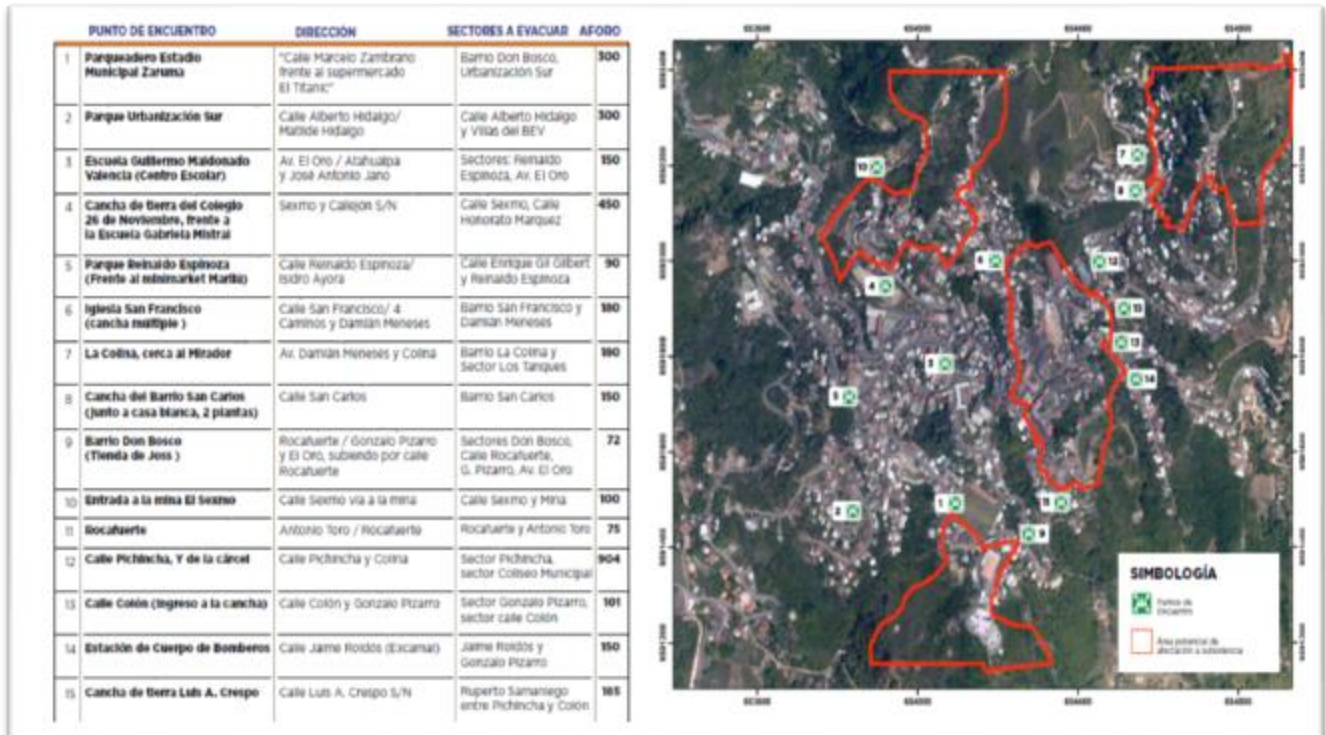 PUNTO DE ENCUENTRO DIRECCIÓN SECTORES A EVACUAR AFORO
1 Parqueadero Estadio Municipal Zaruma "Calle Marcelo Zambrano frente al supermercado El Titanic" Barrio Don Bosco, Urbanización Sur 300
2 Parque Urbanización Sur Calle Alberto Hidalgo/ Matilde Hidalgo Calle Alberto Hidalgo y Villas del BEV 300
3 Escuela Guillermo Maldonado Valencia (Centro Escolar) Av. El Oro / Atahualpa y José Antonio Jano Sectores: Reinaldo Espinoza, Av. El Oro 150
4 Cancha de tierra del Colegio 26 de Noviembre, frente a la Escuela Gabriela Mistral Sexmo y Callejón S/N Calle Sexmo, Calle Honorato Marquez 450
5 Parque Reinaldo Espinoza (Frente al minimarket Marilú) Calle Reinaldo Espinoza/ Isidro Ayora Calle Enrique Gil Gilbert y Reinaldo Espinoza 90
6 Iglesia San Francisco (cancha múltiple ) Calle San Francisco/ 4 Caminos y Damián Meneses Barrio San Francisco y Damián Meneses 180
7 La Colina, cerca al Mirador Av. Damián Meneses y Colina Barrio La Colina y Sector Los Tanques 180
8 Cancha del Barrio San Carlos (junto a casa blanca, 2 plantas) Calle San Carlos Barrio San Carlos 150
9 Barrio Don Bosco (Tienda de Joss ) Rocafuerte / Gonzalo Pizarro y El Oro, subiendo por calle Rocafuerte Sectores Don Bosco, Calle Rocafuerte, G. Pizarro, Av. El Oro 72
10 Entrada a la mina El Sexmo Calle Sexmo vía a la mina Calle Sexmo y Mina 100
11 Rocafuerte Antonio Toro / Rocafuerte Rocafuerte y Antonio Toro 75
12 Calle Pichincha, Y de la cárcel Calle Pichincha y Colina Sector Pichincha, sector Coliseo Municipal 904
13 Calle Colón (ingreso a la cancha) Calle Colón y Gonzalo Pizarro Sector Gonzalo Pizarro, sector calle Colón 101
14 Estación de Cuerpo de Bomberos Calle Jaime Roldós (Excamal) Jaime Roldós y Gonzalo Pizarro 150
15 Cancha de tierra Luis A. Crespo Calle Luis A. Crespo S/N Ruperto Samaniego entre Pichincha y Colón 165
7
10
8
6
12
4
15
13
3
14
5
1
11
2
9
SIMBOLOGÍA
Puntos de encuentro
Área potencial de afectación a subsidencia